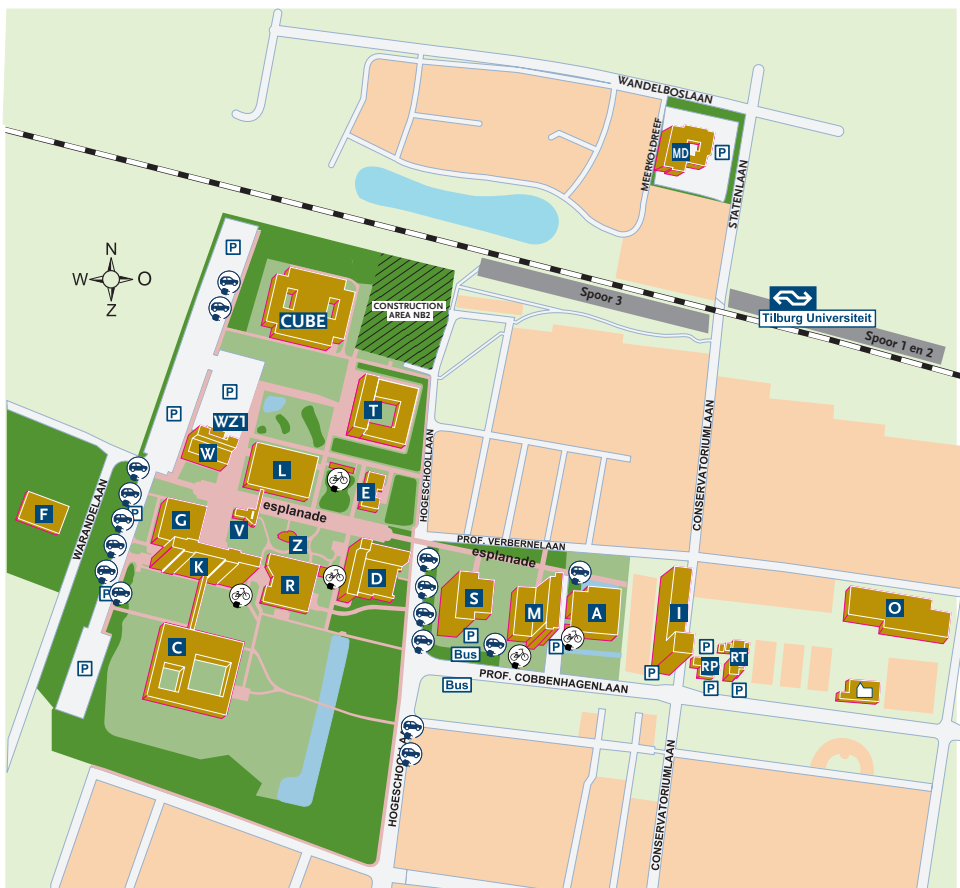 WANDELBOSLAAN
MEERKOLDREEF
MD
P
STATENLAAN
P
N
W
O
Z
CUBE
CONSTRUCTION
AREA NB2
Spoor 3
Tilburg Universiteit
Spoor 1 en 2
P
P
WZ1
W
T
L
E
HOGESCHOOLLAAN
CONSERVATORIUMLAAN
F
WARANDELAAN
P
G
V
esplanade
Z
K
R
D
PROF. VERBERNELAAN
esplanade
P
C
P
S
M
A
I
O
P
Bus
P
P
RP
RT
P
P
P
Bus
PROF. COBBENHAGENLAAN
HOGESCHOOLLAAN
CONSERVATORIUMLAAN